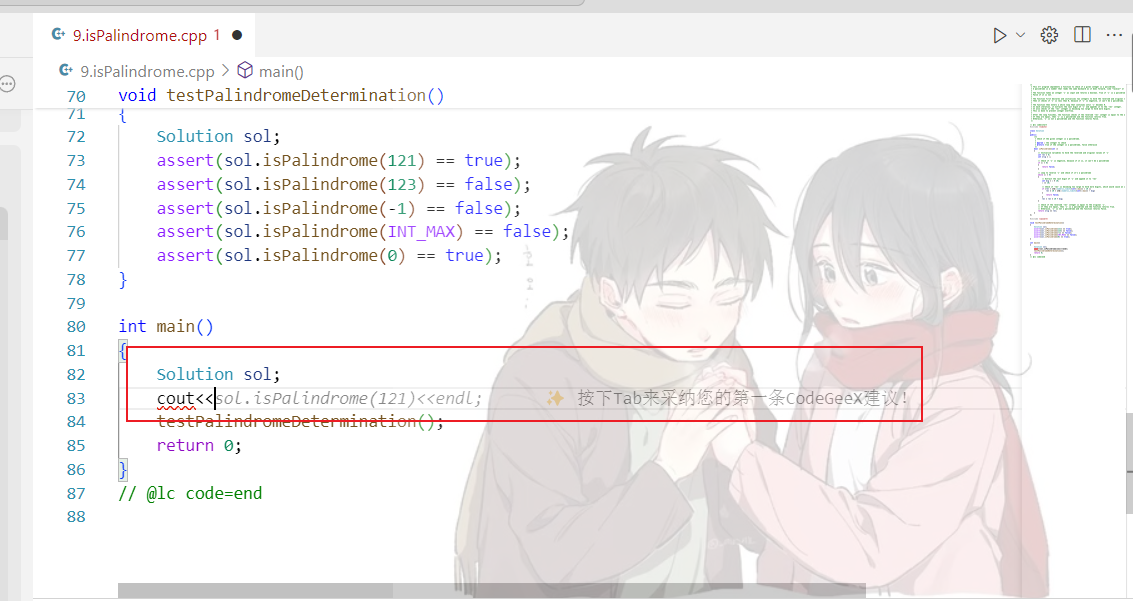 9.isPalindrome.cpp 1
9.isPalindrome.cpp > main()
70 void testPalindromeDetermination()
71 {
72 Solution sol;
73 assert(sol.isPalindrome(121) == true);
74 assert(sol.isPalindrome(123) == false);
75 assert(sol.isPalindrome(-1) == false);
76 assert(sol.isPalindrome(INT_MAX) == false);
77 assert(sol.isPalindrome(0) == true);
78 }
79
80 int main()
81 {
82 Solution sol;
83 cout<<sol.isPalindrome(121)<<endl; ✨ 按下Tab来采纳您的第一条CodeGeeX建议!
84 testPalindromeDetermination();
85 return 0;
86 }
87 // @lc code=end
88